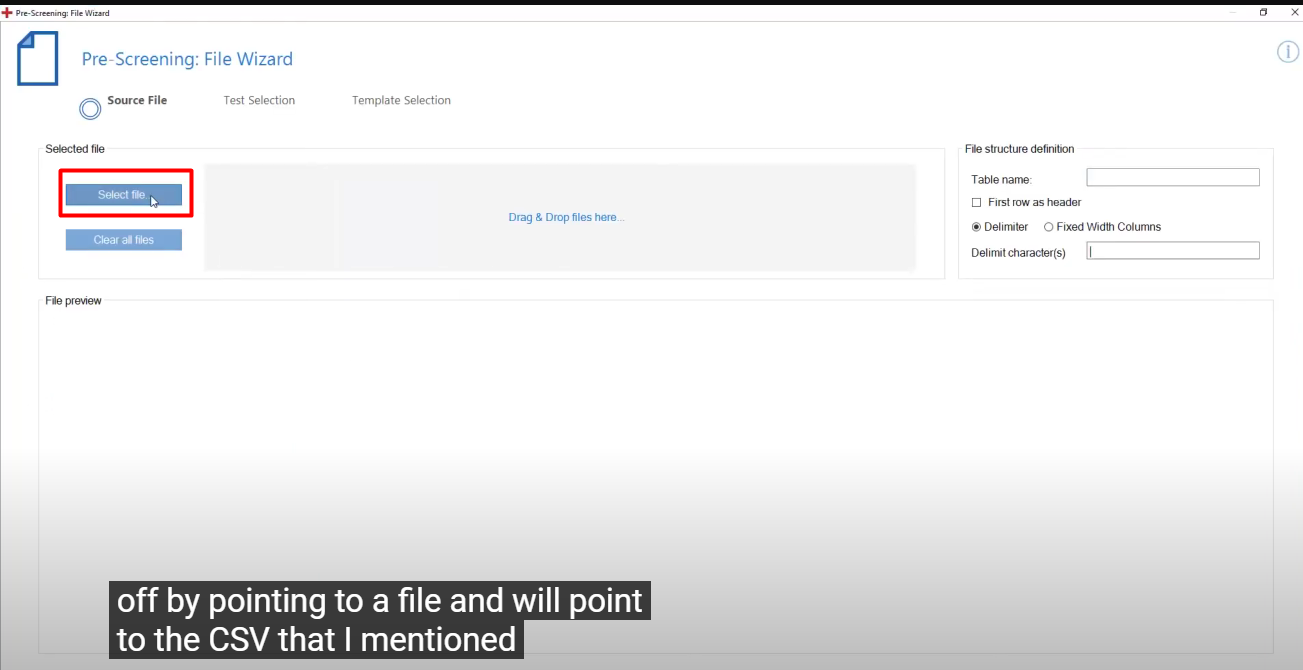 Pre-Screening: File Wizard
Pre-Screening: File Wizard
Source File
Test Selection
Template Selection
Selected file
Select file
Clear all files
Drag & Drop files here...
File structure definition
Table name:
First row as header
Delimiter
Fixed Width Columns
Delimit character(s)
File preview
off by pointing to a file and will point
to the CSV that I mentioned